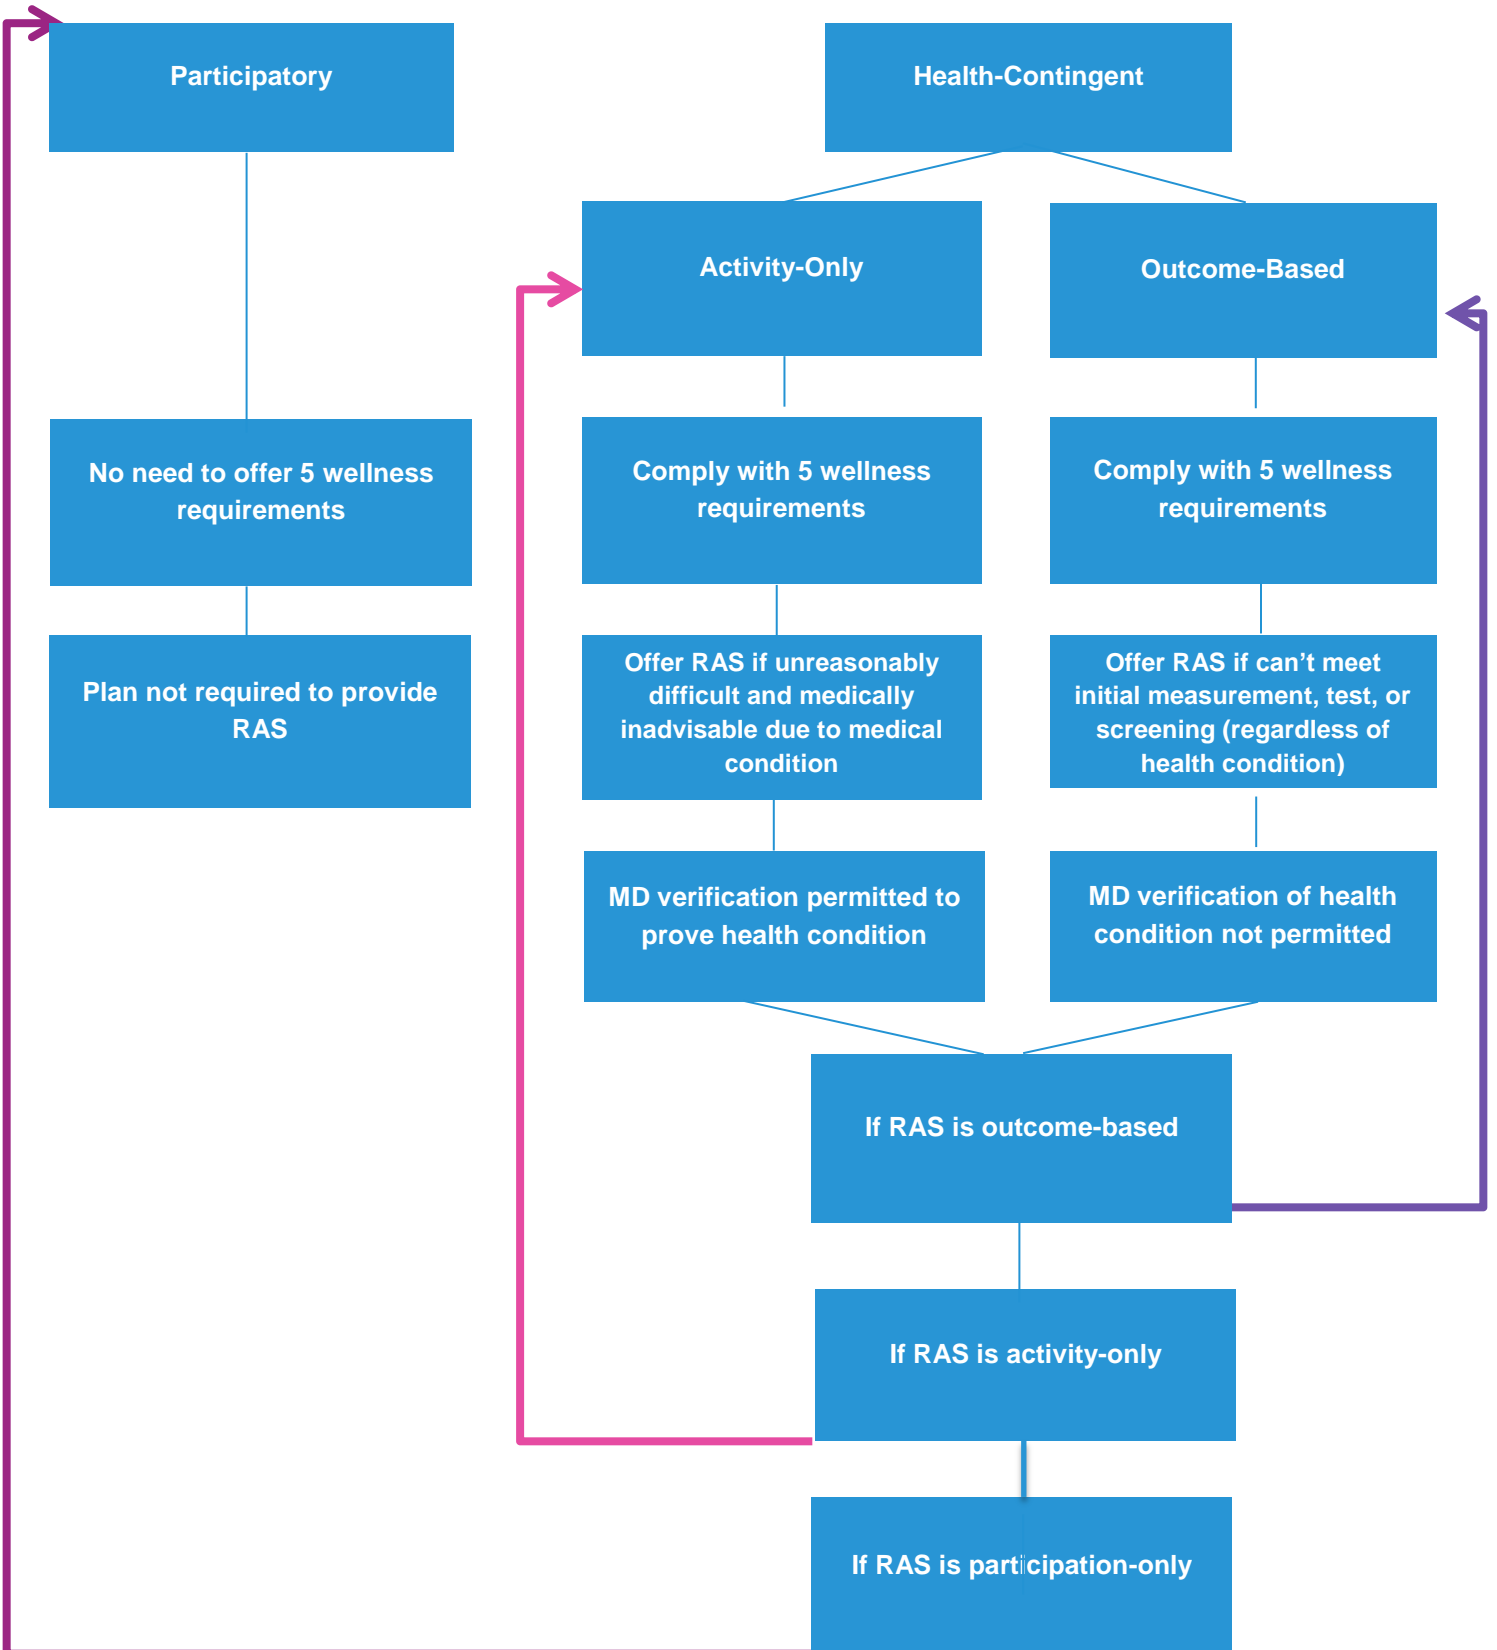 Participatory
Health-Contingent
Activity-Only
Outcome-Based
No need to offer 5 wellness
requirements
Comply with 5 wellness
requirements
Comply with 5 wellness
requirements
Plan not required to provide
RAS
Offer RAS if unreasonably
difficult and medically
inadvisable due to medical
condition
Offer RAS if can’t meet
initial measurement, test, or
screening (regardless of
health condition)
MD verification permitted to
prove health condition
MD verification of health
condition not permitted
If RAS is outcome-based
If RAS is activity-only
If RAS is participation-only